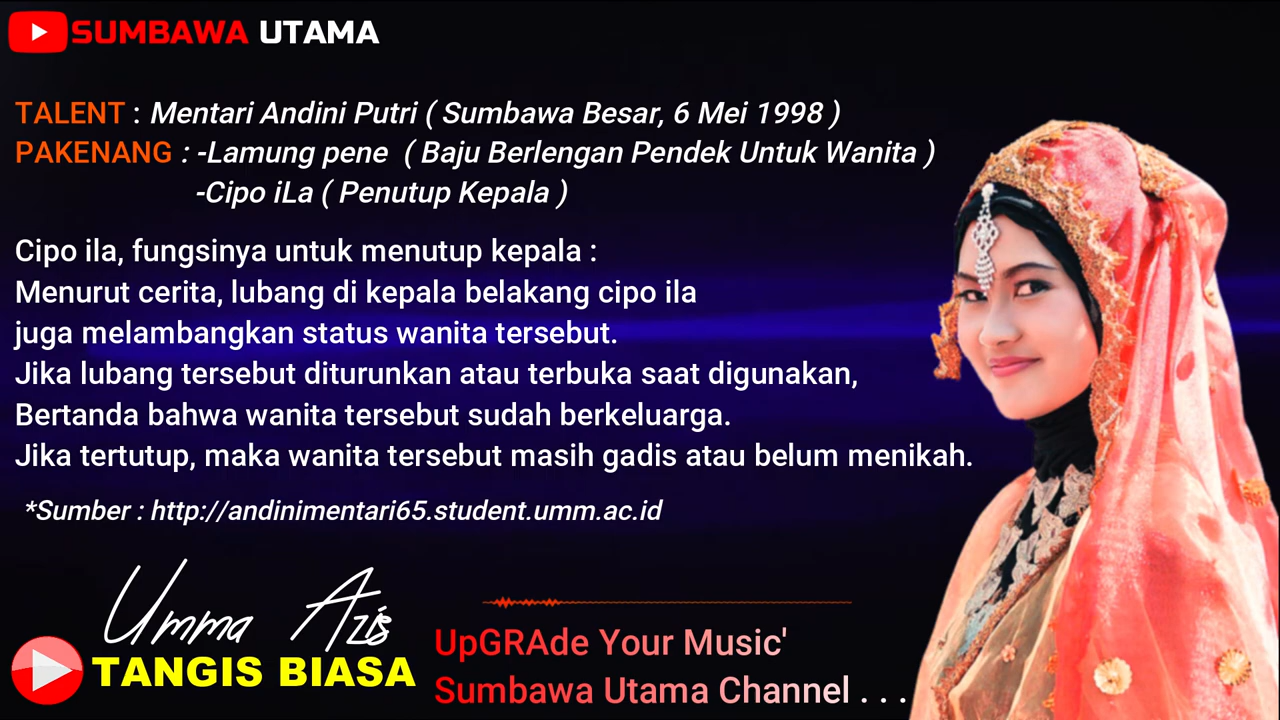 SUMBAWA UTAMA
TALENT : Mentari Andini Putri ( Sumbawa Besar, 6 Mei 1998 )
PAKENANG : -Lamung pene ( Baju Berlengan Pendek Untuk Wanita )
-Cipo iLa ( Penutup Kepala )
Cipo ila, fungsinya untuk menutup kepala :
Menurut cerita, lubang di kepala belakang cipo ila
juga melambangkan status wanita tersebut.
Jika lubang tersebut diturunkan atau terbuka saat digunakan,
Bertanda bahwa wanita tersebut sudah berkeluarga.
Jika tertutup, maka wanita tersebut masih gadis atau belum menikah.
*Sumber : http://andinimentari65.student.umm.ac.id
Umma Azis
TANGIS BIASA
UpGRAde Your Music'
Sumbawa Utama Channel . . .